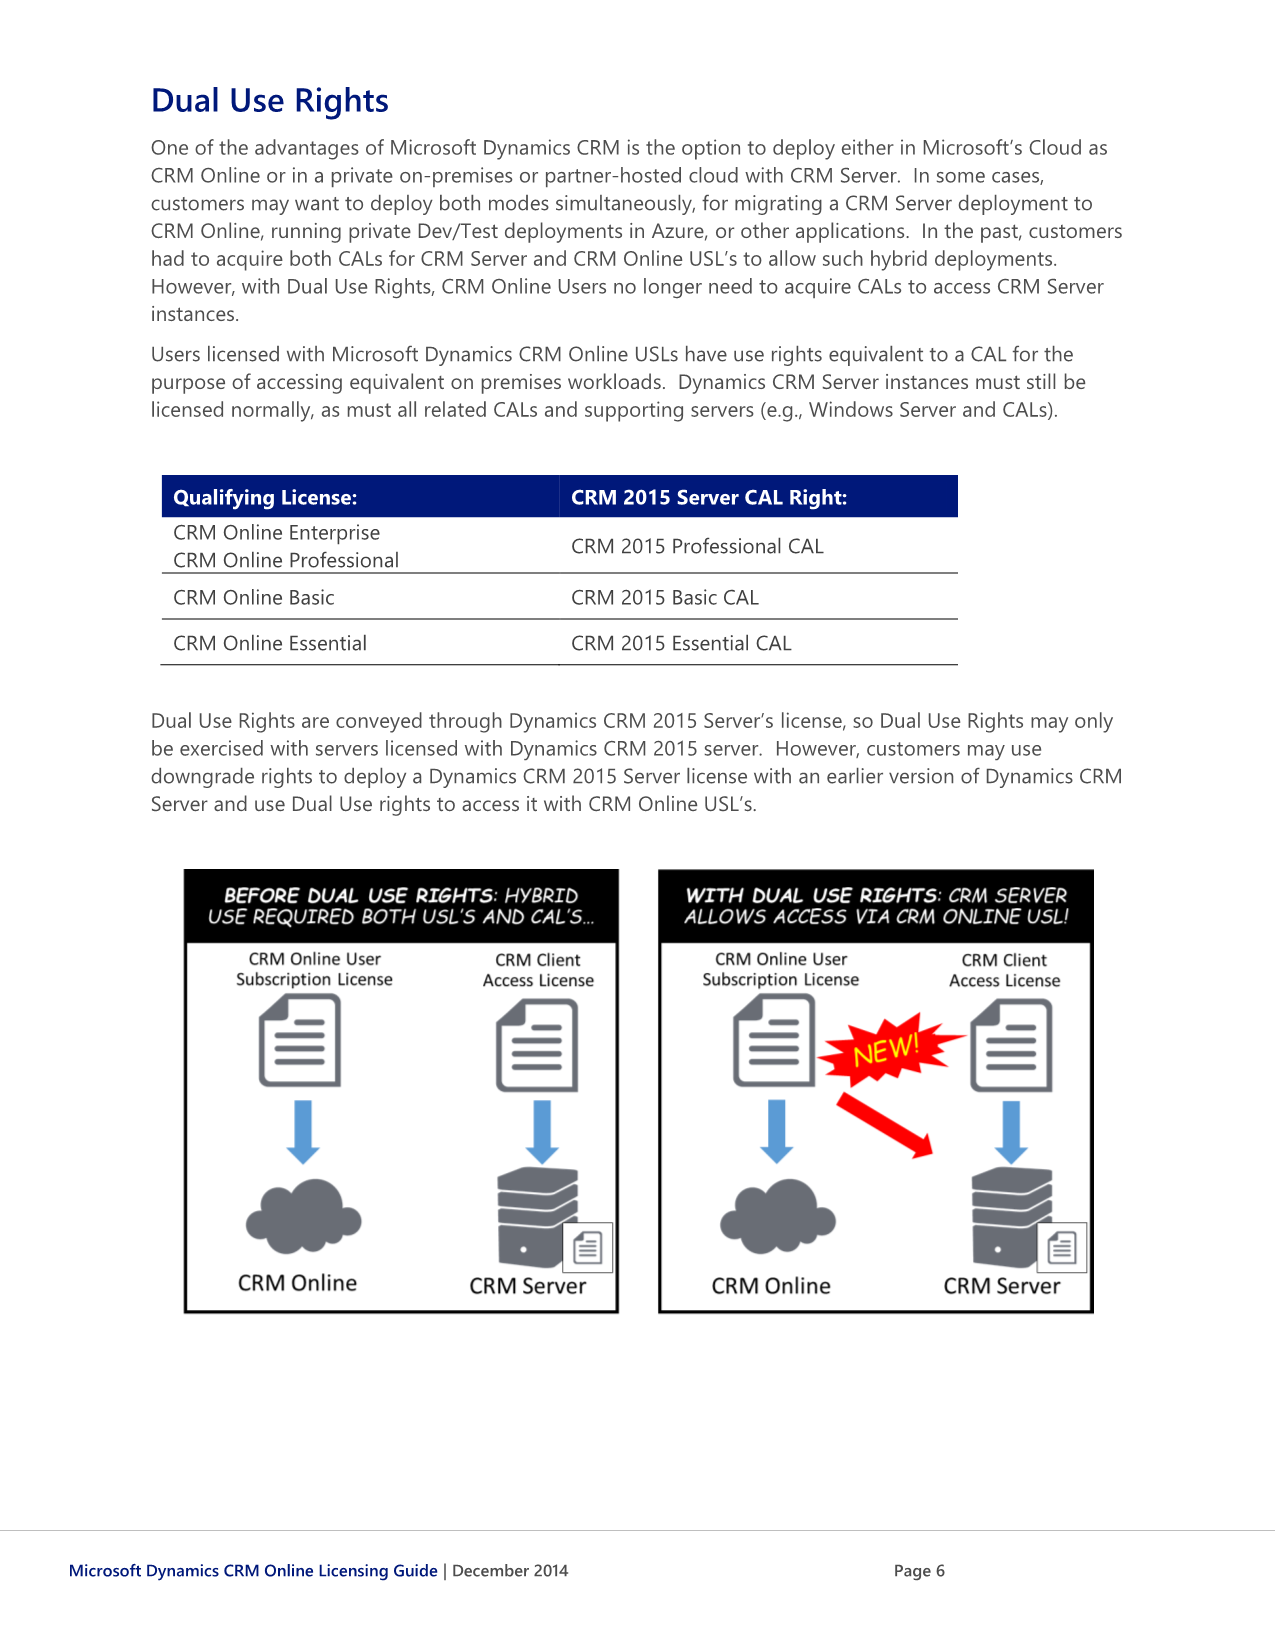 Dual Use Rights
One of the advantages of Microsoft Dynamics CRM is the option to deploy either in Microsoft’s Cloud as
CRM Online or in a private on-premises or partner-hosted cloud with CRM Server.  In some cases,
customers may want to deploy both modes simultaneously, for migrating a CRM Server deployment to
CRM Online, running private Dev/Test deployments in Azure, or other applications.  In the past, customers
had to acquire both CALs for CRM Server and CRM Online USL’s to allow such hybrid deployments.
However, with Dual Use Rights, CRM Online Users no longer need to acquire CALs to access CRM Server
instances.
Users licensed with Microsoft Dynamics CRM Online USLs have use rights equivalent to a CAL for the
purpose of accessing equivalent on premises workloads.  Dynamics CRM Server instances must still be
licensed normally, as must all related CALs and supporting servers (e.g., Windows Server and CALs).
Qualifying License: CRM 2015 Server CAL Right:
CRM Online Enterprise
CRM Online Professional
CRM 2015 Professional CAL
CRM Online Basic CRM 2015 Basic CAL
CRM Online Essential CRM 2015 Essential CAL
Dual Use Rights are conveyed through Dynamics CRM 2015 Server’s license, so Dual Use Rights may only
be exercised with servers licensed with Dynamics CRM 2015 server.  However, customers may use
downgrade rights to deploy a Dynamics CRM 2015 Server license with an earlier version of Dynamics CRM
Server and use Dual Use rights to access it with CRM Online USL’s.
BEFORE DUAL USE RIGHTS: HYBRID
USE REQUIRED BOTH USL'S AND CAL'S...
CRM Online User
Subscription License
CRM Client
Access License
CRM Online
CRM Server
WITH DUAL USE RIGHTS: CRM SERVER
ALLOWS ACCESS VIA CRM ONLINE USL!
CRM Online User
Subscription License
CRM Client
Access License
NEW!
CRM Online
CRM Server
Microsoft Dynamics CRM Online Licensing Guide | December 2014 Page 6